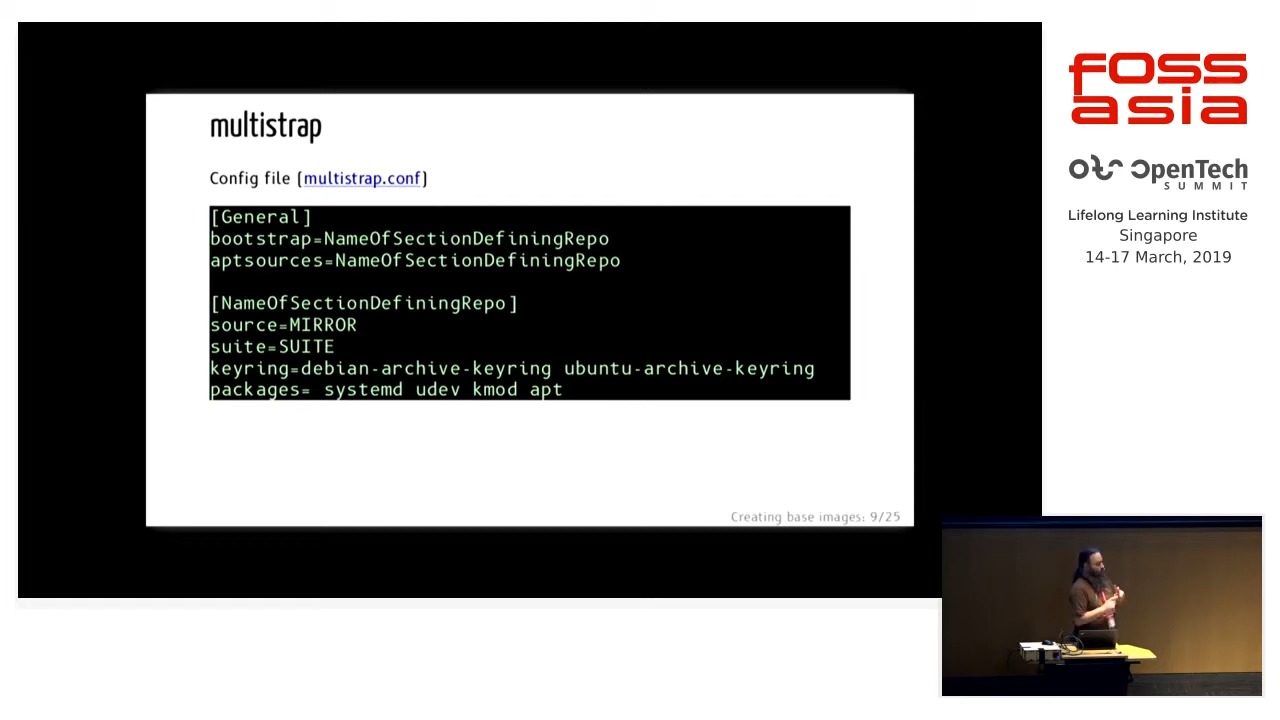 multistrap
Config file (multistrap.conf)
[General]
bootstrap=NameOfSectionDefiningRepo
aptsources=NameOfSectionDefiningRepo
[NameOfSectionDefiningRepo]
source=MIRROR
suite=SUITE
keyring=debian-archive-keyring ubuntu-archive-keyring
packages= systemd udev kmod apt
Creating base images: 9/25
FOSS
asia
OpenTech
SUMMIT
Lifelong Learning Institute
Singapore
14-17 March, 2019